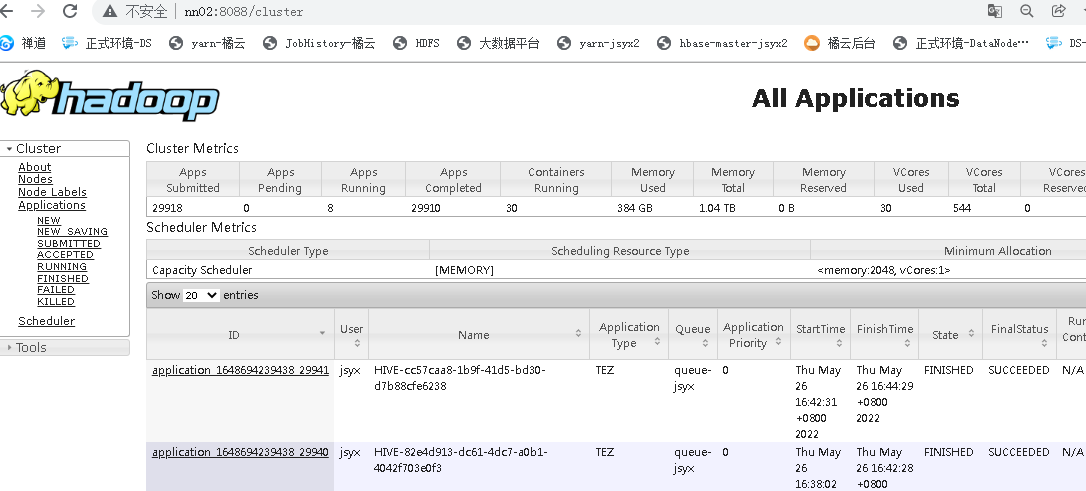 不安全 nn02:8088/cluster
禅道 正式环境-DS yarn-橘云 JobHistory-橘云 HDFS 大数据平台 yarn-jsyx2 hbase-master-jsyx2 橘云后台 正式环境-DataNode… DS-
hadoop
All Applications
Cluster
About
Nodes
Node Labels
Applications
NEW
NEW_SAVING
SUBMITTED
ACCEPTED
RUNNING
FINISHED
FAILED
KILLED
Scheduler
Tools
Cluster Metrics
Apps Submitted Apps Pending Apps Running Apps Completed Containers Running Memory Used Memory Total Memory Reserved VCores Used VCores Total VCores Reserved
29918 0 8 29910 30 384 GB 1.04 TB 0 B 30 544 0
Scheduler Metrics
Scheduler Type Scheduling Resource Type Minimum Allocation
Capacity Scheduler [MEMORY] <memory:2048, vCores:1>
Show 20 entries
ID User Name Application Type Queue Application Priority StartTime FinishTime State FinalStatus Run Cont
application_1648694239438_29941 jsyx HIVE-cc57caa8-1b9f-41d5-bd30-d7b88cfe6238 TEZ queue-jsyx 0 Thu May 26 16:42:31 +0800 2022 Thu May 26 16:44:29 +0800 2022 FINISHED SUCCEEDED N/A
application_1648694239438_29940 jsyx HIVE-82e4d913-dc61-4dc7-a0b1-4042f703e0f3 TEZ queue-jsyx 0 Thu May 26 16:38:02 Thu May 26 16:42:28 +0800 FINISHED SUCCEEDED N/A